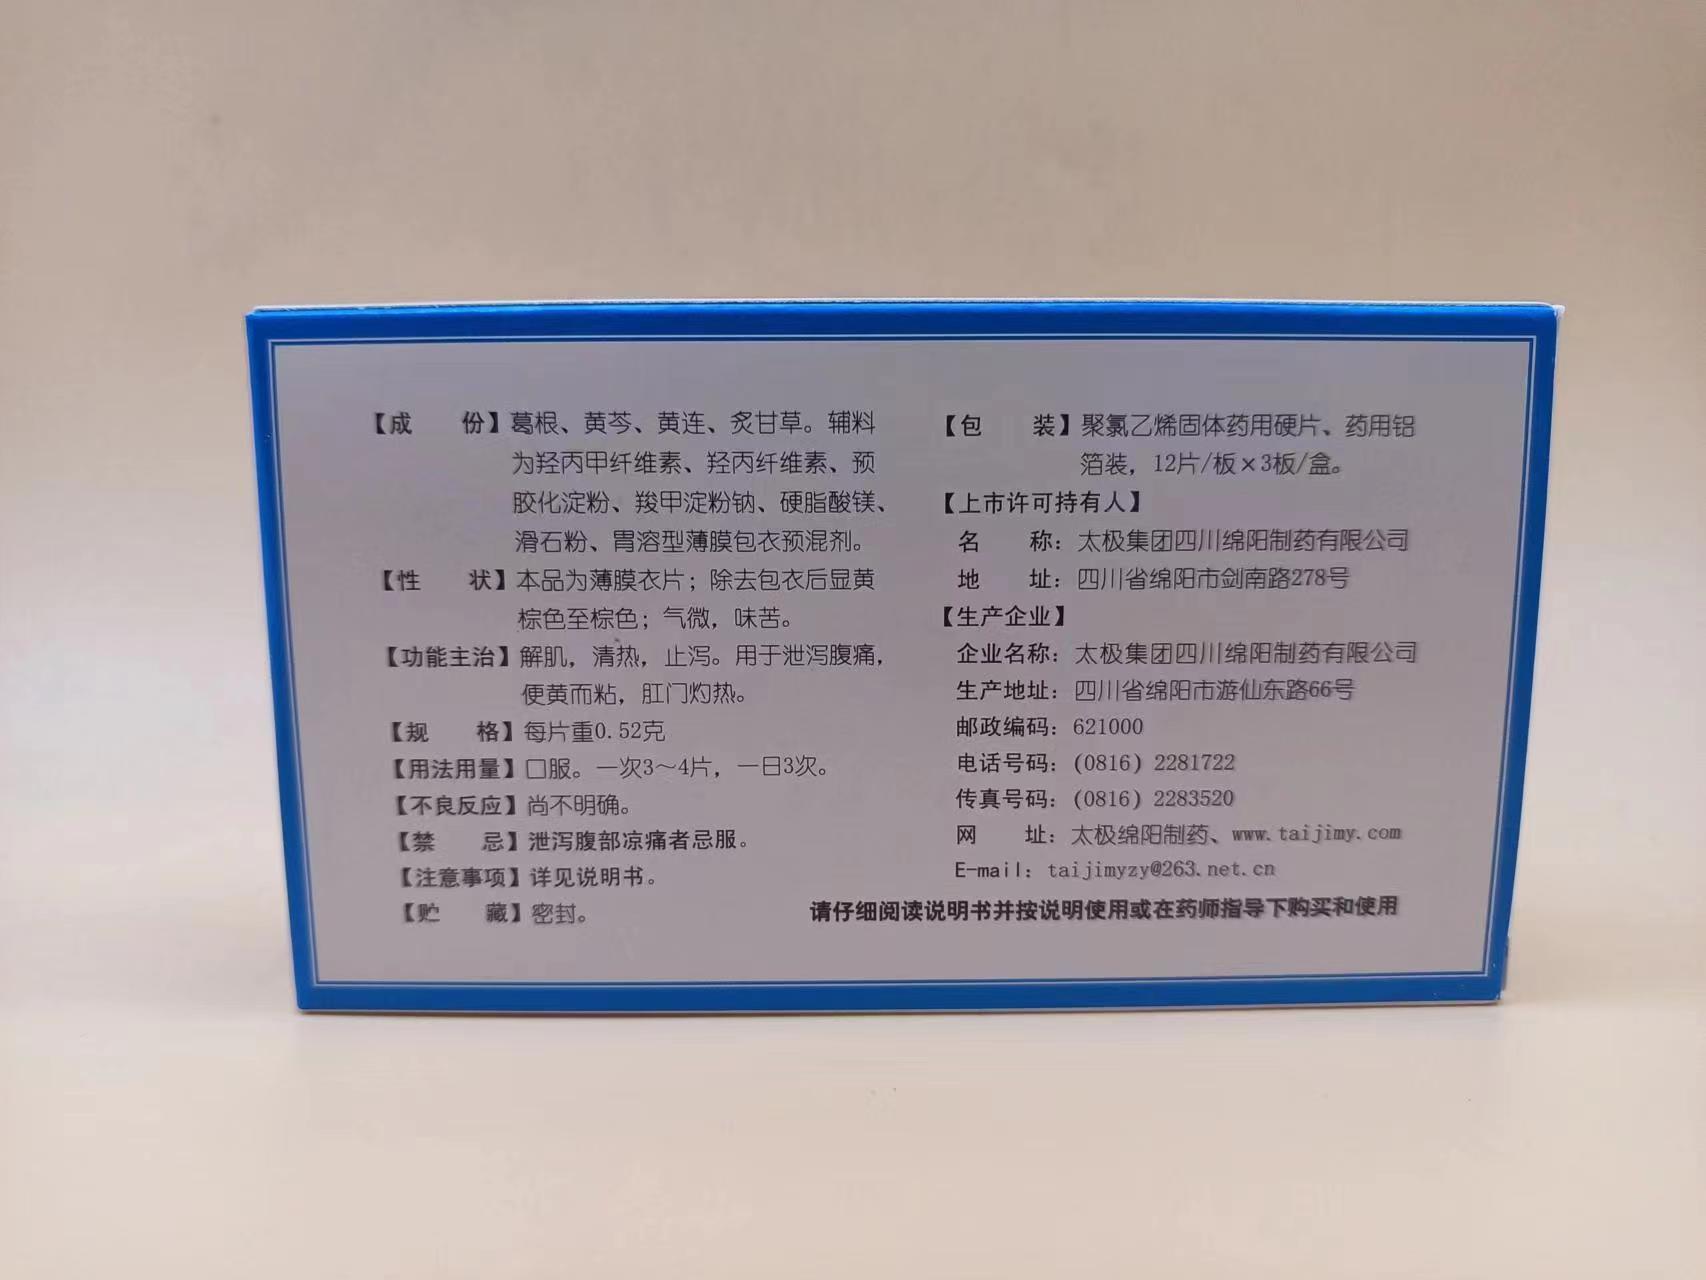 【成　　份】葛根、黄芩、黄连、炙甘草。辅料
为羟丙甲纤维素、羟丙纤维素、预
胶化淀粉、羧甲淀粉钠、硬脂酸镁、
滑石粉、胃溶型薄膜包衣预混剂。
【性　　状】本品为薄膜衣片；除去包衣后显黄
棕色至棕色；气微，味苦。
【功能主治】解肌，清热，止泻。用于泄泻腹痛，
便黄而粘，肛门灼热。
【规　　格】每片重0.52克
【用法用量】口服。一次3～4片，一日3次。
【不良反应】尚不明确。
【禁　　忌】泄泻腹部凉痛者忌服。
【注意事项】详见说明书。
【贮　　藏】密封。
【包　　装】聚氯乙烯固体药用硬片、药用铝
箔装，12片/板×3板/盒。
【上市许可持有人】
名　　称：太极集团四川绵阳制药有限公司
地　　址：四川省绵阳市剑南路278号
【生产企业】
企业名称：太极集团四川绵阳制药有限公司
生产地址：四川省绵阳市游仙东路66号
邮政编码：621000
电话号码：(0816) 2281722
传真号码：(0816) 2283520
网　　址：太极绵阳制药、www.taijimy.com
E-mail：taijimyzy@263.net.cn
请仔细阅读说明书并按说明使用或在药师指导下购买和使用